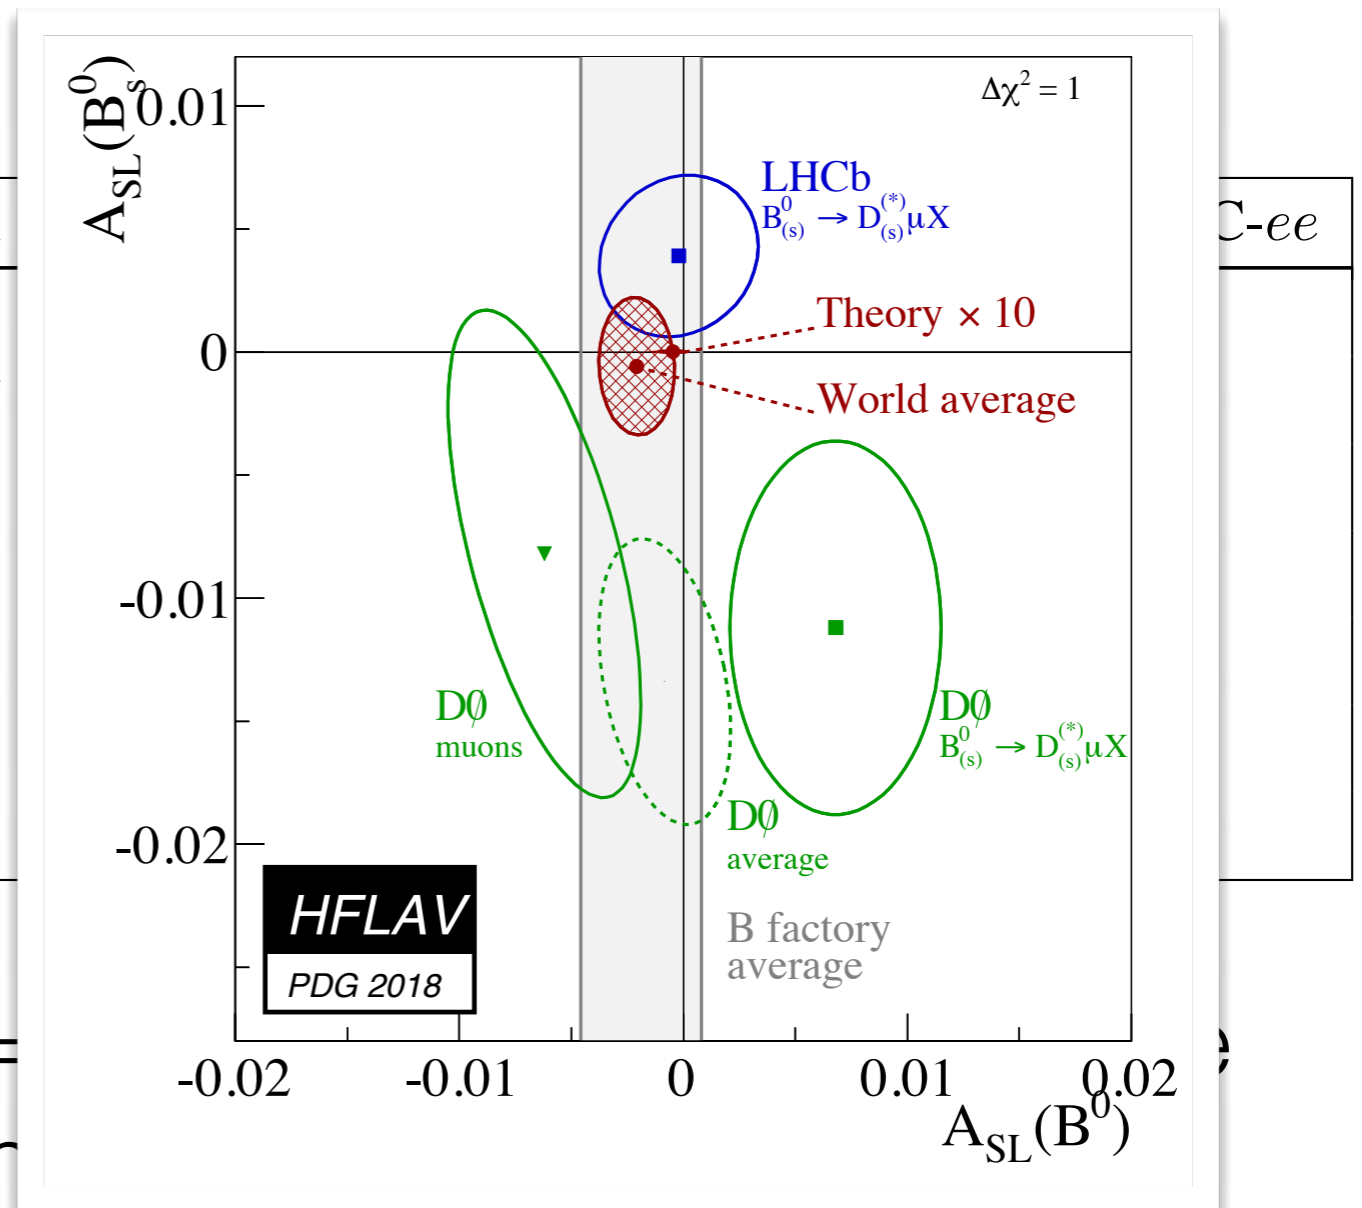 A_SL(B_s^0)
0.01
0
-0.01
-0.02
Δχ² = 1
LHCb
B^0_(s) → D^(*)_(s) μX
C-ee
Theory × 10
World average
DØ
muons
DØ
B^0_(s) → D^(*)_(s) μX
DØ
average
B factory
average
HFLAV
PDG 2018
-0.02 -0.01 0 0.01 0.02
A_SL(B^0)